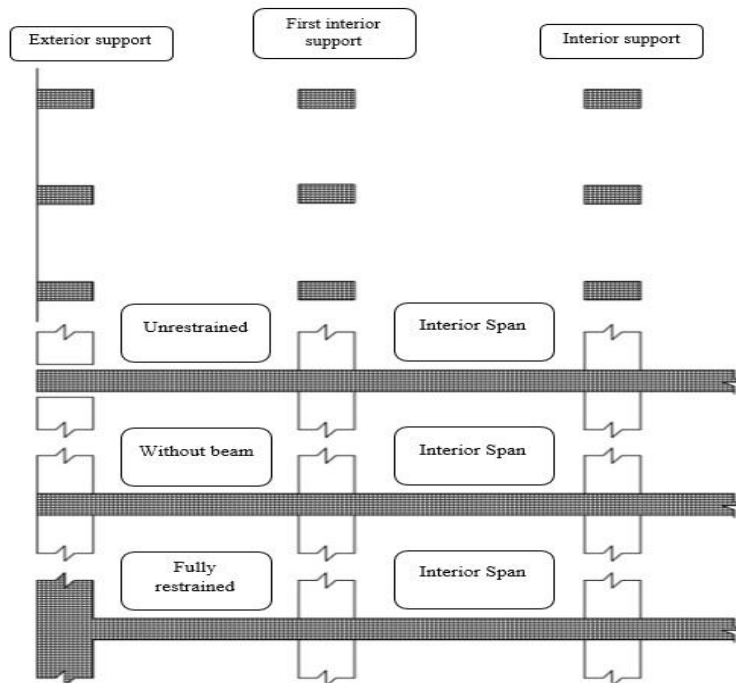 Exterior support
First interior
support
Interior support
Unrestrained
Interior Span
Without beam
Interior Span
Fully
restrained
Interior Span